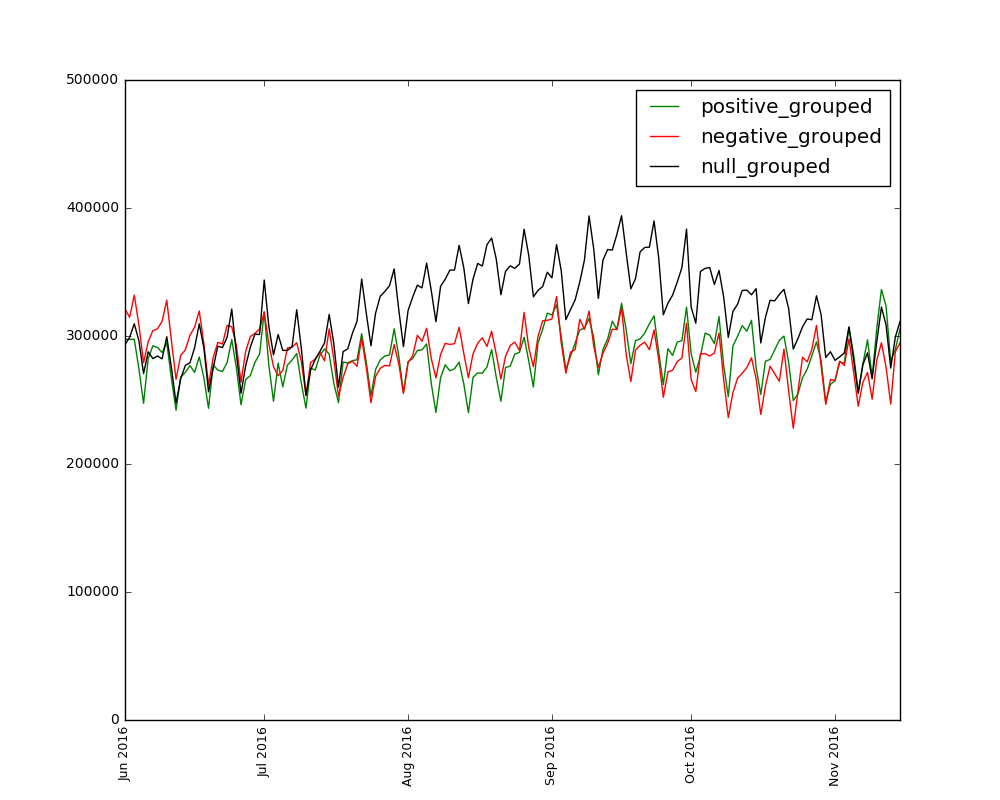 500000
400000
300000
200000
100000
0
positive_grouped
negative_grouped
null_grouped
Jun 2016
Jul 2016
Aug 2016
Sep 2016
Oct 2016
Nov 2016